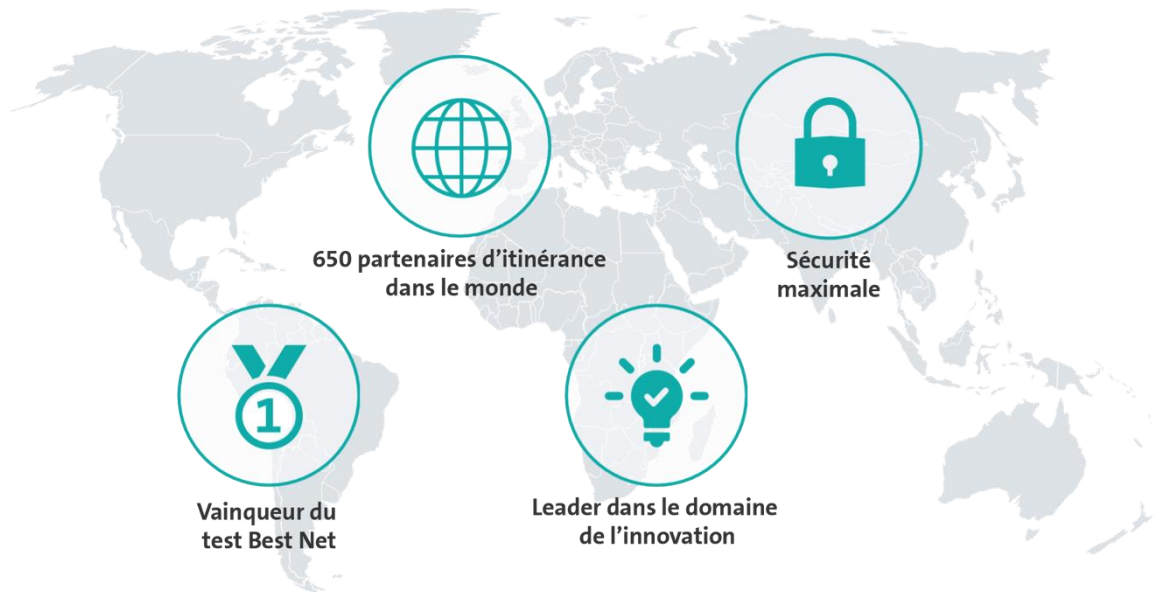 650 partenaires d'itinérance
dans le monde
Sécurité
maximale
1
Vainqueur du
test Best Net
Leader dans le domaine
de l'innovation